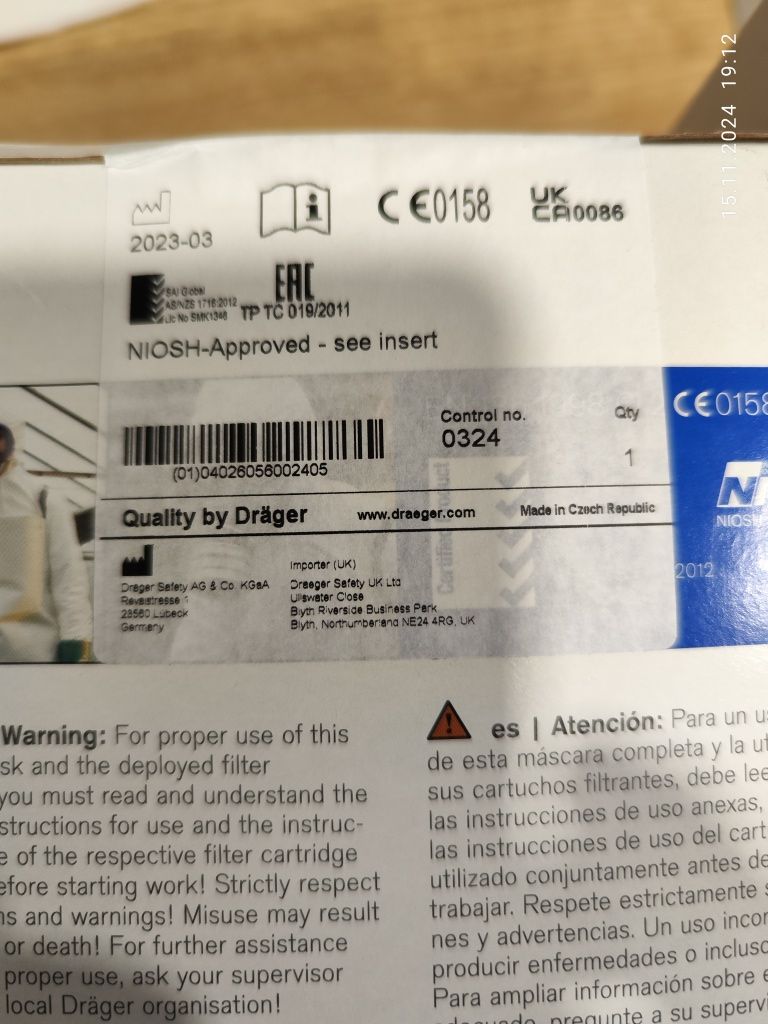 15.11.2024 19:12
2023-03
i
CE0158
UK
CA0086
SAI Global
AS/NZS 1716:2012
Lic No SMK1346
EAC
TP TC 019/2011
NIOSH-Approved - see insert
CE0158
(01)04026056002405
Control no.
0324
Qty
1
NIOSH
Quality by Dräger
www.draeger.com
Made in Czech Republic
Certified Product
2012
Dräger Safety AG & Co. KGaA
Revalstrasse 1
23560 Lübeck
Germany
Importer (UK)
Draeger Safety UK Ltd
Ullswater Close
Blyth Riverside Business Park
Blyth, Northumberland NE24 4RG, UK
Warning: For proper use of this
sk and the deployed filter
you must read and understand the
structions for use and the instruc-
e of the respective filter cartridge
efore starting work! Strictly respect
ns and warnings! Misuse may result
or death! For further assistance
proper use, ask your supervisor
local Dräger organisation!
es | Atención: Para un u
de esta máscara completa y la ut
sus cartuchos filtrantes, debe lee
las instrucciones de uso anexas,
las instrucciones de uso del cart
utilizado conjuntamente antes de
trabajar. Respete estrictamente s
nes y advertencias. Un uso incor
producir enfermedades o incluso
Para ampliar información sobre e
adecuado, pregunte a su supervi